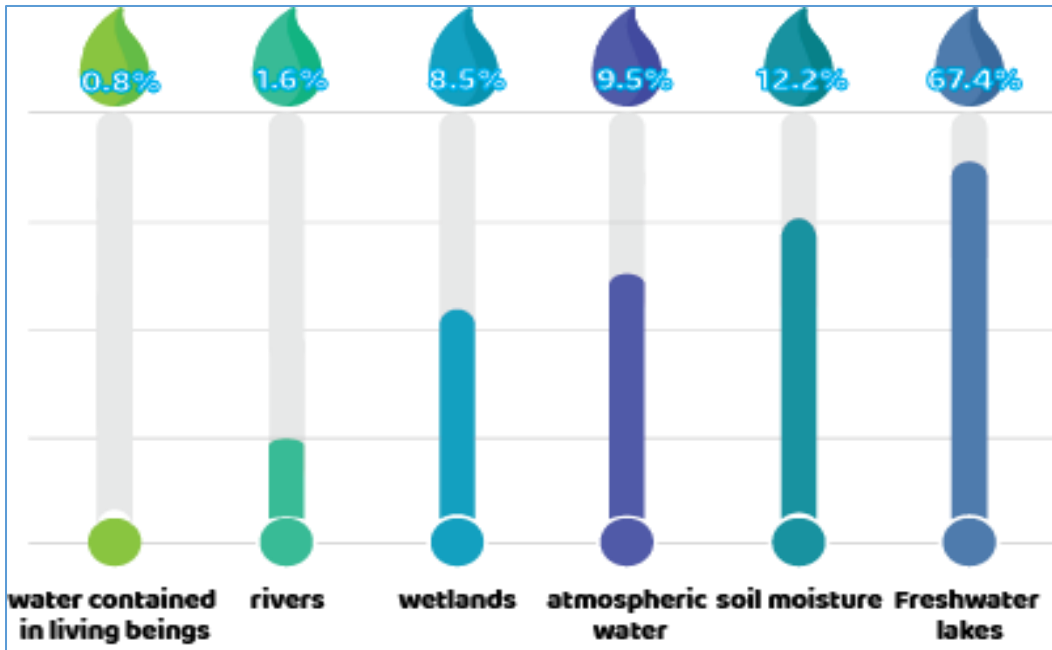 0.8% 1.6% 8.5% 9.5% 12.2% 67.4%
water contained in living beings
rivers
wetlands
atmospheric water
soil moisture
Freshwater lakes